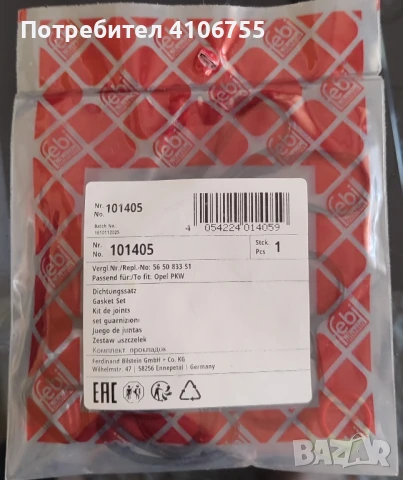 Потребител 4106755
febi
Nr.
No. 101405
Batch No:
4 054224 014059
Nr.
No. 101405
Stck.
Pcs 1
Vergl.Nr./Repl.-No: 56 50 833 51
Passend für:/To fit: Opel PKW
Dichtungssatz
Gasket Set
Kit de joints
set guarnizioni
juego de juntas
Zestaw uszczelek
Комплект прокладок
Ferdinand Bilstein GmbH + Co. KG
Wilhelmstr. 47 | 58256 Ennepetal | Germany
EAC
BAZAR